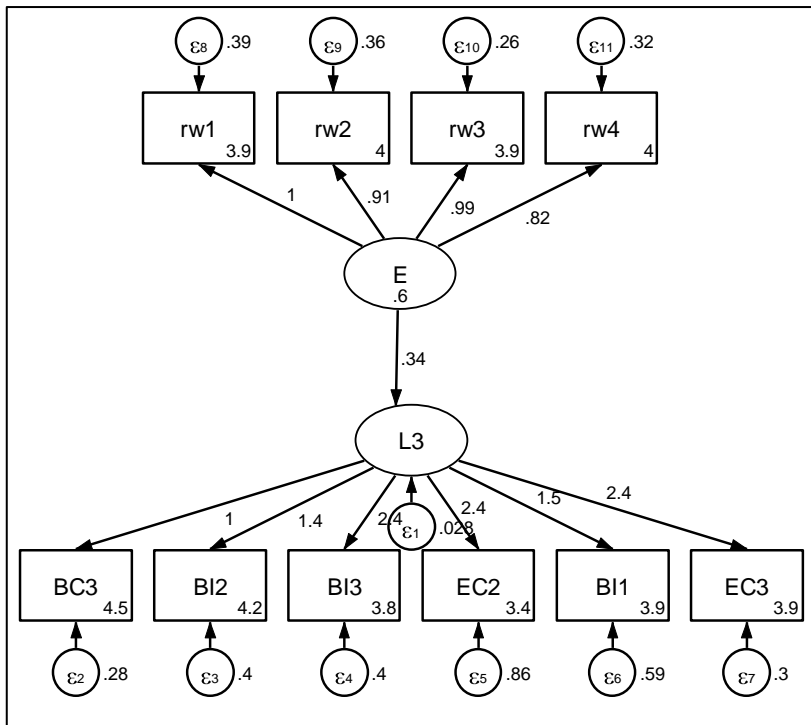 ε8 .39 ε9 .36 ε10 .26 ε11 .32
rw1 3.9 rw2 4 rw3 3.9 rw4 4
1 .91 .99 .82
E
.6
.34
L3
1 1.4 2.4 2.4 1.5 2.4
ε1 .028
BC3 4.5 BI2 4.2 BI3 3.8 EC2 3.4 BI1 3.9 EC3 3.9
ε2 .28 ε3 .4 ε4 .4 ε5 .86 ε6 .59 ε7 .3